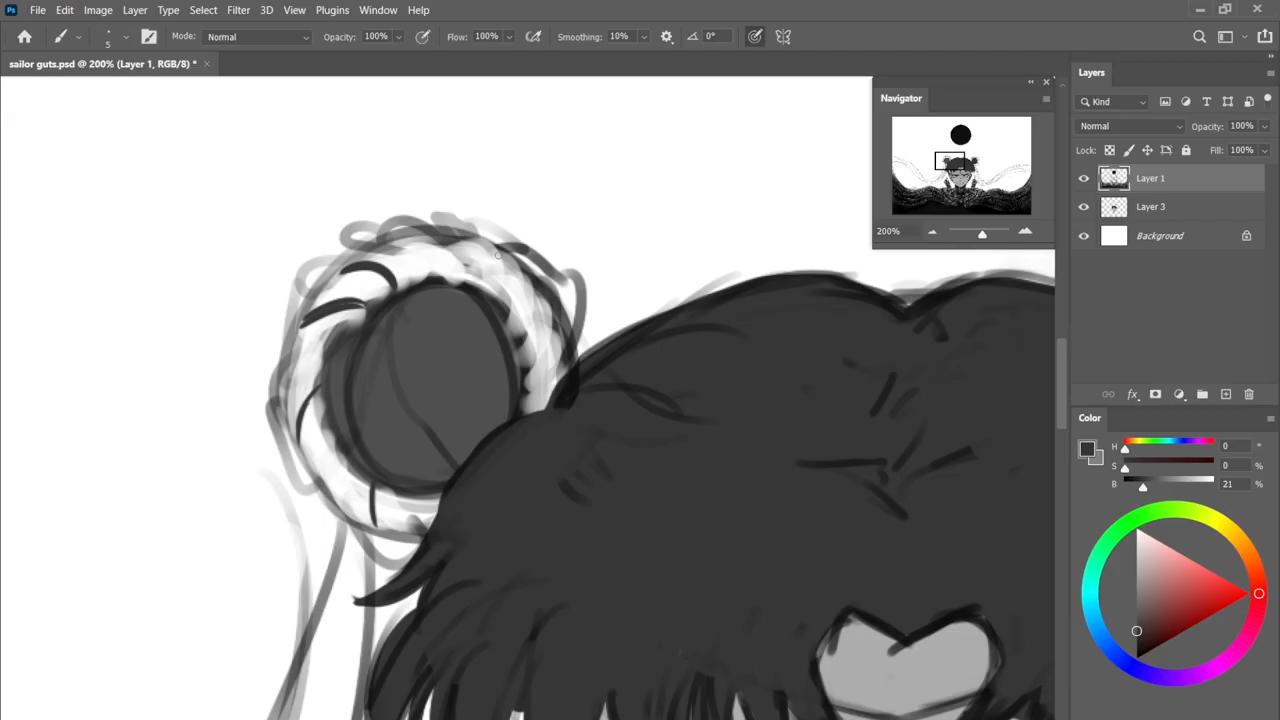 Ps File Edit Image Layer Type Select Filter 3D View Plugins Window Help
5 Mode: Normal Opacity: 100% Flow: 100% Smoothing: 10% 0°
sailor guts.psd @ 200% (Layer 1, RGB/8) * ×
Navigator
200%
Layers
Kind
Normal Opacity: 100%
Lock: Fill: 100%
Layer 1
Layer 3
Background
Color
H 0 °
S 0 %
B 21 %